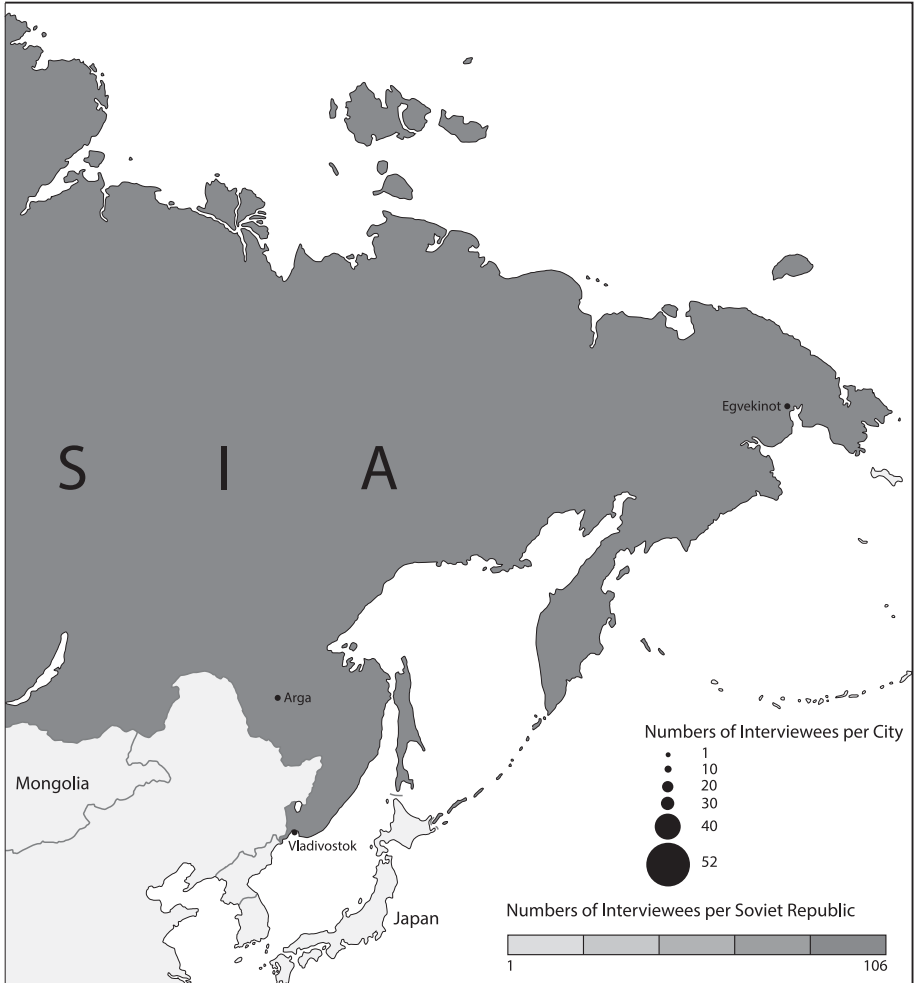 Egvekinot
S I A
Arga
Mongolia
Vladivostok
Japan
Numbers of Interviewees per City
1
10
20
30
40
52
Numbers of Interviewees per Soviet Republic
1 106